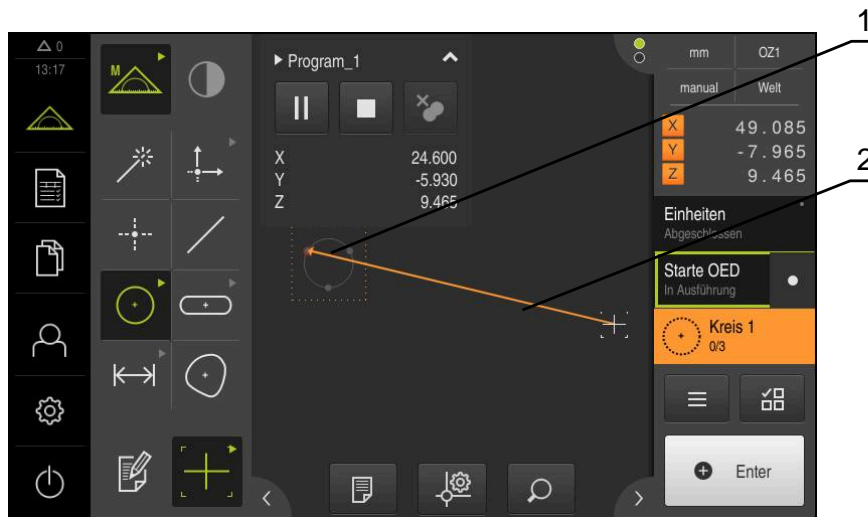 1
2
0
13:17
M
Program_1
X 24.600
Y -5.930
Z 9.465
mm OZ1
manual Welt
X 49.085
Y -7.965
Z 9.465
Einheiten
Abgeschlossen
Starte OED
In Ausführung
Kreis 1
0/3
Enter